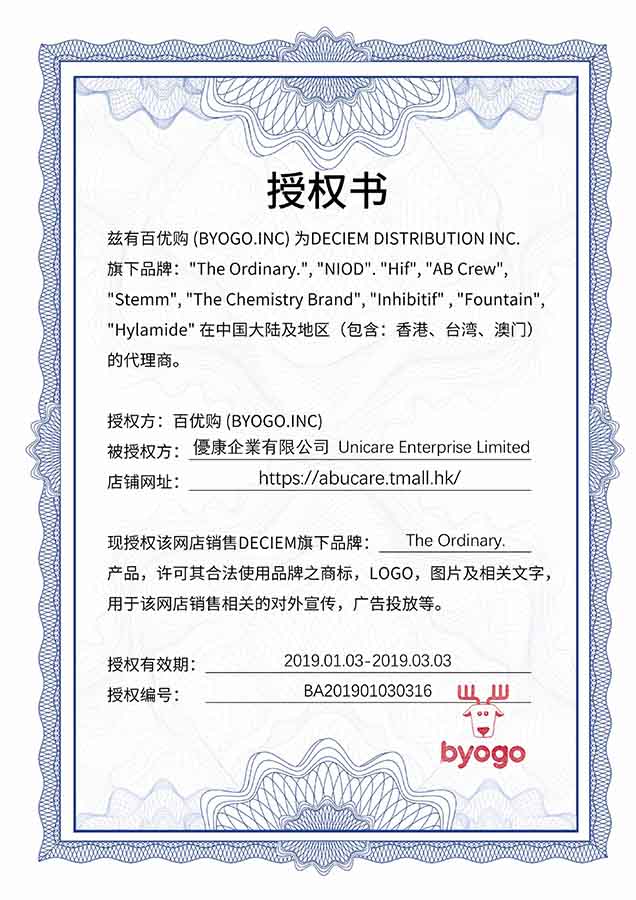 授权书
兹有百优购 (BYOGO.INC) 为DECIEM DISTRIBUTION INC.
旗下品牌："The Ordinary.", "NIOD". "Hif", "AB Crew",
"Stemm", "The Chemistry Brand", "Inhibitif" , "Fountain",
"Hylamide" 在中国大陆及地区（包含：香港、台湾、澳门）
的代理商。
授权方：百优购 (BYOGO.INC)
被授权方：優康企業有限公司 Unicare Enterprise Limited
店铺网址：https://abucare.tmall.hk/
现授权该网店销售DECIEM旗下品牌：The Ordinary.
产品，许可其合法使用品牌之商标，LOGO，图片及相关文字，
用于该网店销售相关的对外宣传，广告投放等。
授权有效期：2019.01.03-2019.03.03
授权编号：BA201901030316
byogo